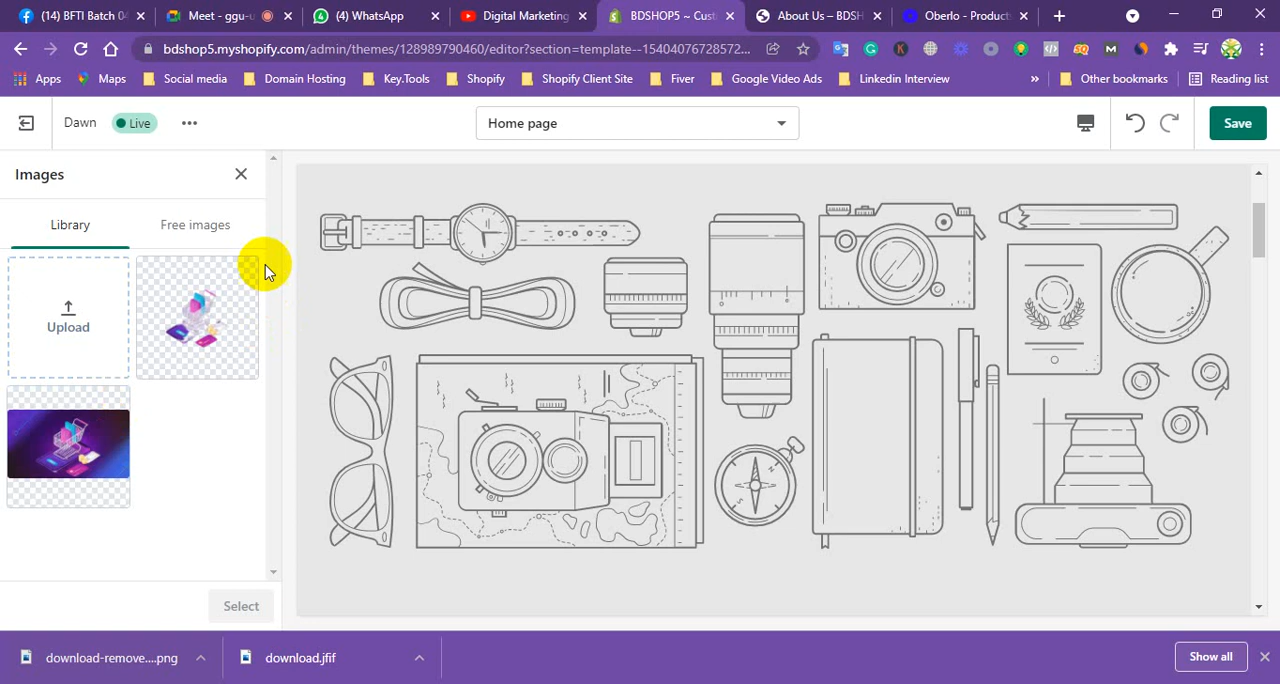 (14) BFTI Batch 04
Meet - ggu-u
(4) WhatsApp
Digital Marketing
BDSHOP5 ~ Cust
About Us – BDSH
Oberlo - Product
bdshop5.myshopify.com/admin/themes/128989790460/editor?section=template--15404076728572...
Apps
Maps
Social media
Domain Hosting
Key.Tools
Shopify
Shopify Client Site
Fiver
Google Video Ads
Linkedin Interview
»
Other bookmarks
Reading list
Dawn
Live
Home page
Save
Images
Library
Free images
Upload
Select
download-remove....png
download.jfif
Show all